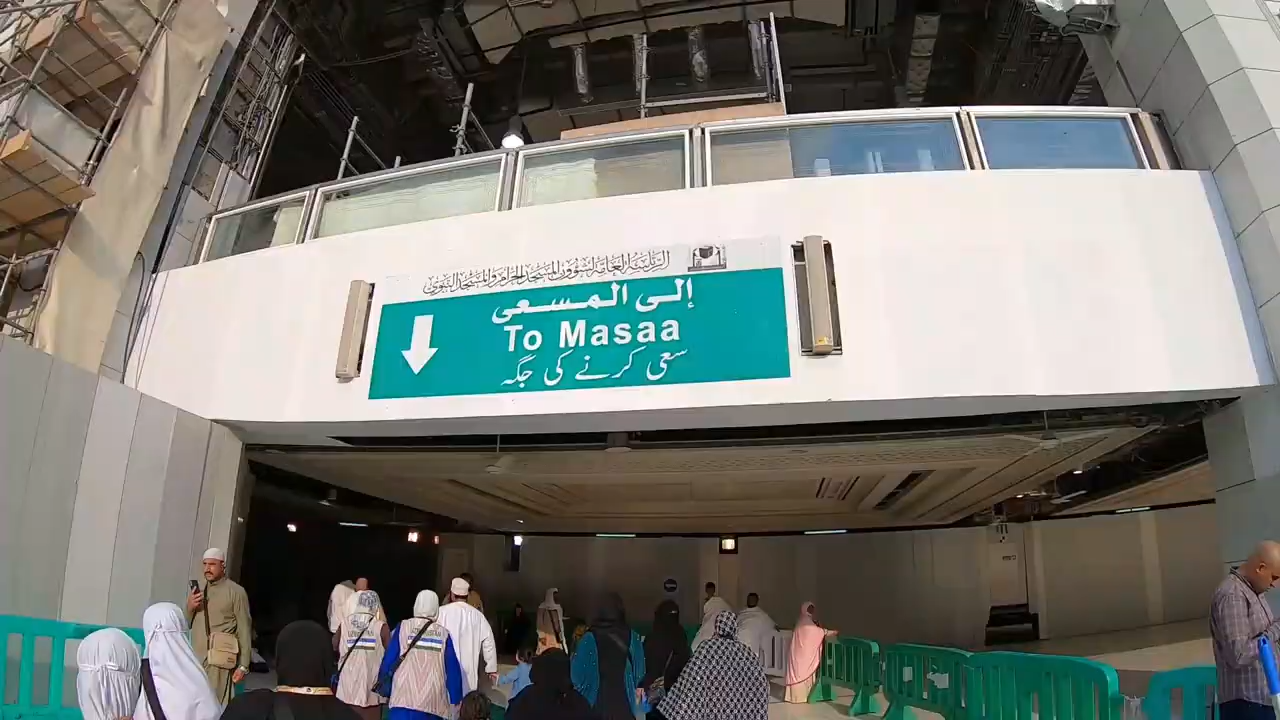 الرئاسة العامة لشؤون المسجد الحرام والمسجد النبوي
إلى المسعى
To Masaa
سعی کرنے کی جگہ